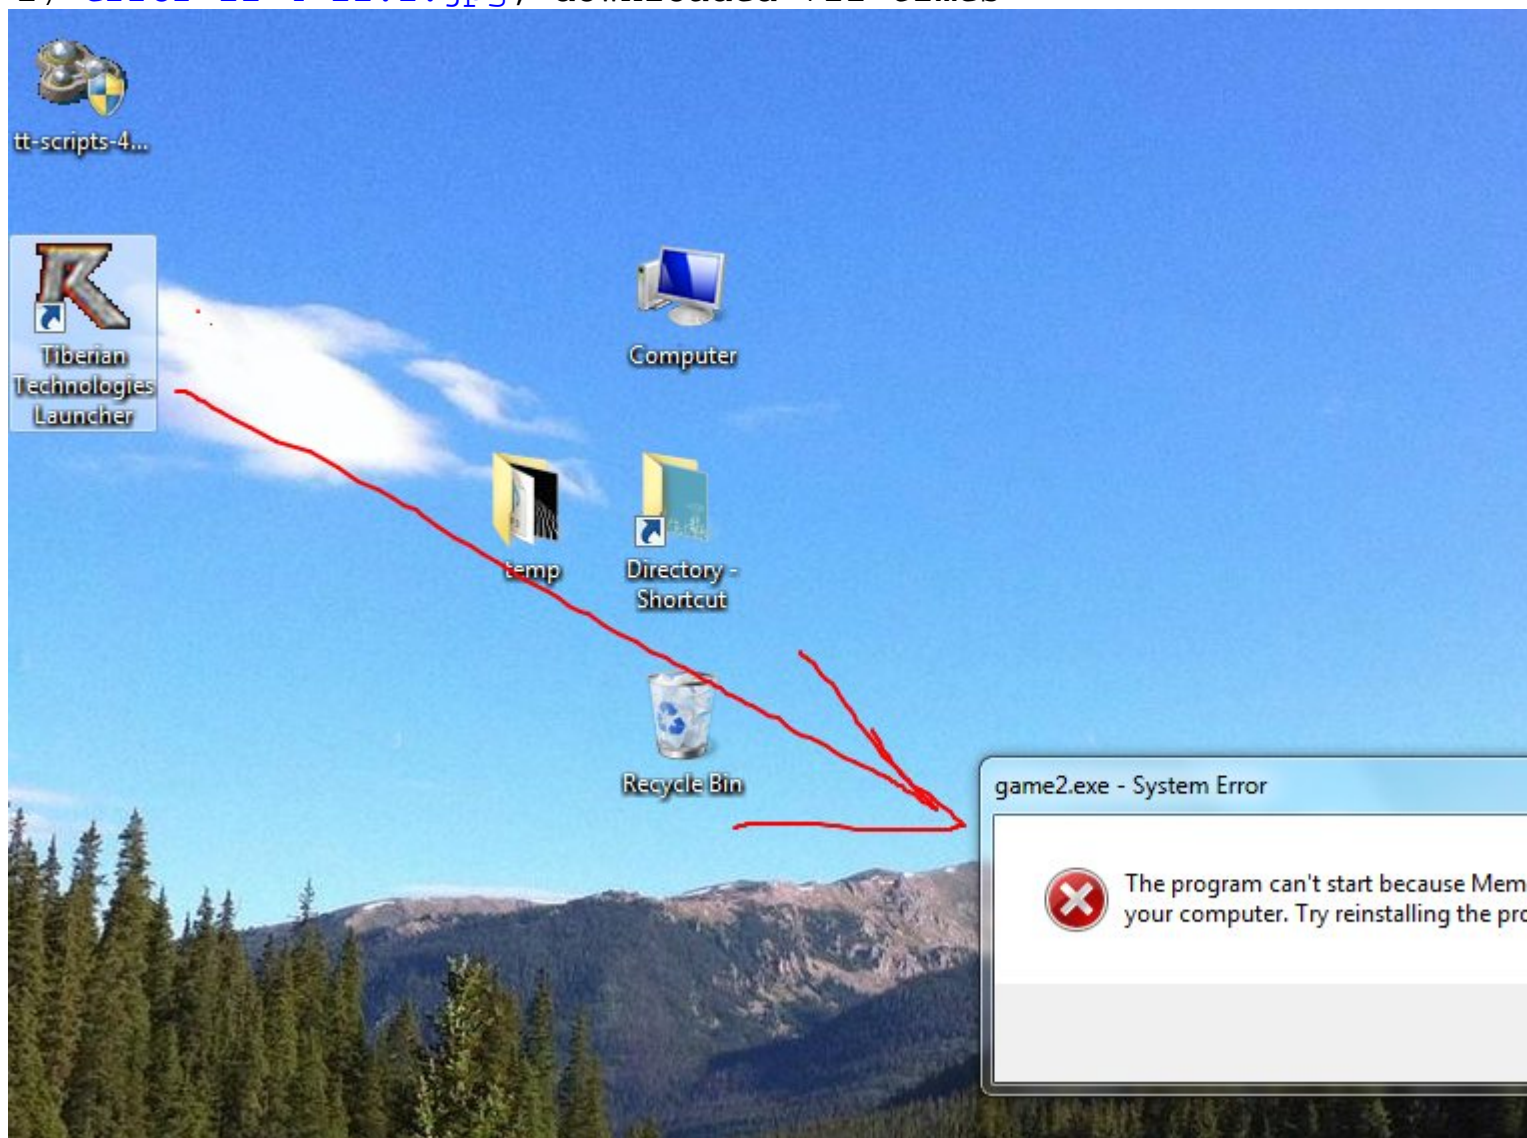 tt-scripts-4...
Tiberian
Technologies
Launcher
Computer
temp
Directory -
Shortcut
Recycle Bin
game2.exe - System Error
The program can't start because Mem
your computer. Try reinstalling the pro